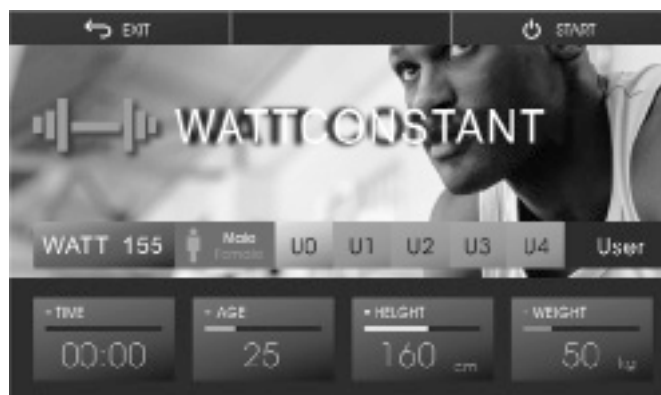 EXIT START
WATTCONSTANT
WATT 155 Male Female U0 U1 U2 U3 U4 User
TIME AGE HEIGHT WEIGHT
00:00 25 160 cm 50 kg